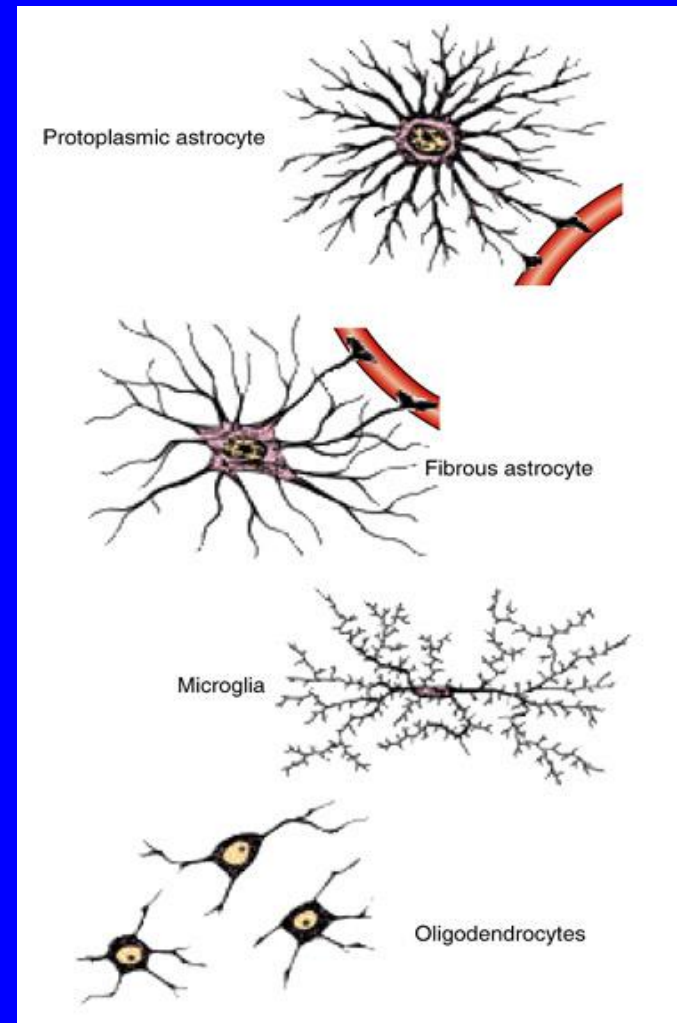 Protoplasmic astrocyte
Fibrous astrocyte
Microglia
Oligodendrocytes